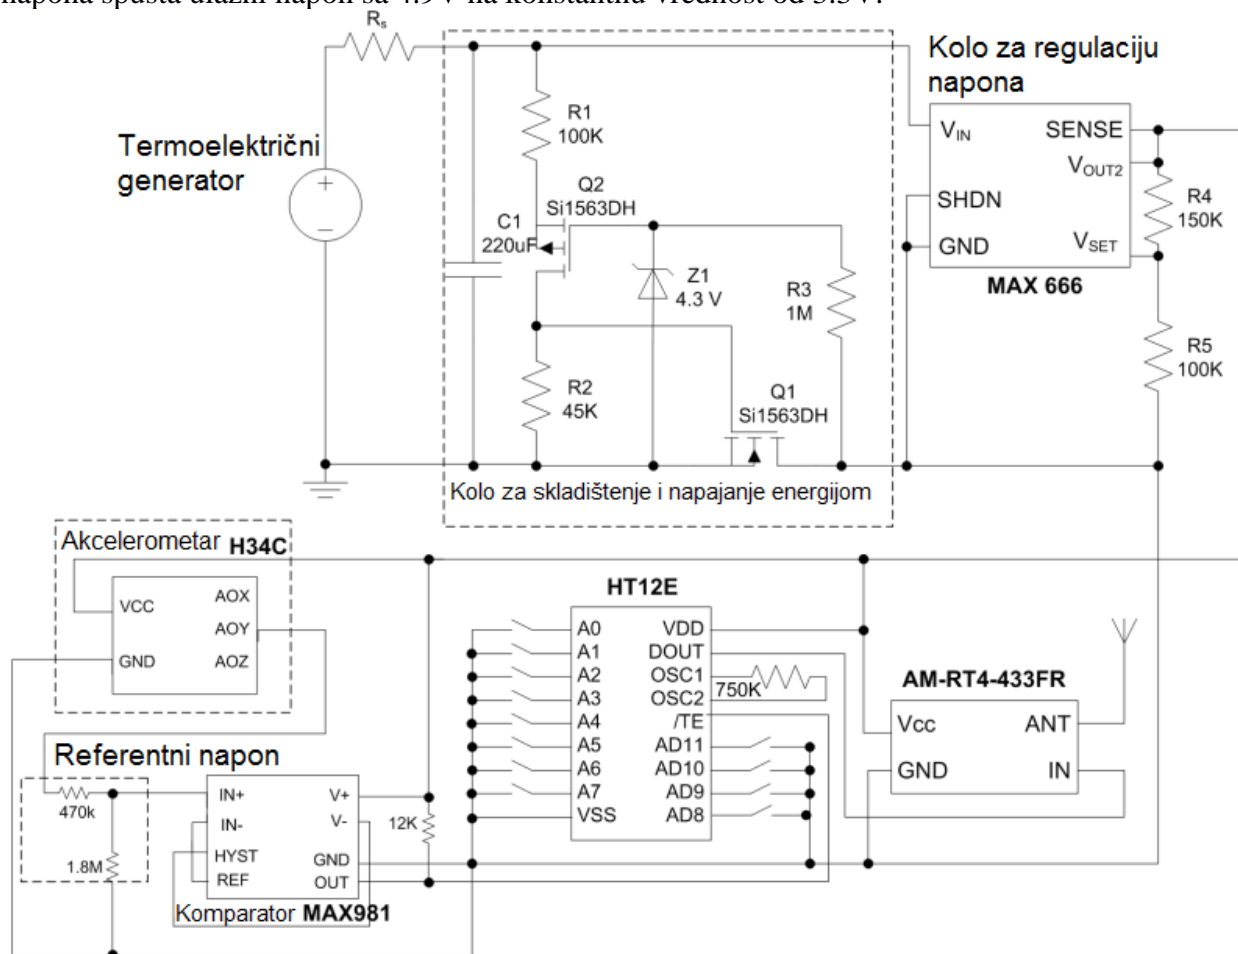 napona spušta ulazni napon sa 4.9V na konstantnu vrednost od 3.3V.
Rs
Kolo za regulaciju
napona
R1
100K
VIN
SENSE
VOUT2
SHDN
R4
150K
GND
VSET
MAX 666
Termoelektrični
generator
+
−
Q2
Si1563DH
C1
220uF
Z1
4.3 V
R3
1M
R5
100K
R2
45K
Q1
Si1563DH
Kolo za skladištenje i napajanje energijom
Akcelerometar H34C
VCC
AOX
AOY
GND
AOZ
HT12E
A0
VDD
A1
DOUT
A2
OSC1
A3
OSC2
750K
A4
/TE
A5
AD11
A6
AD10
A7
AD9
VSS
AD8
AM-RT4-433FR
Vcc
ANT
GND
IN
Referentni napon
470k
1.8M
IN+
V+
IN-
V-
HYST
GND
REF
OUT
12K
Komparator MAX981